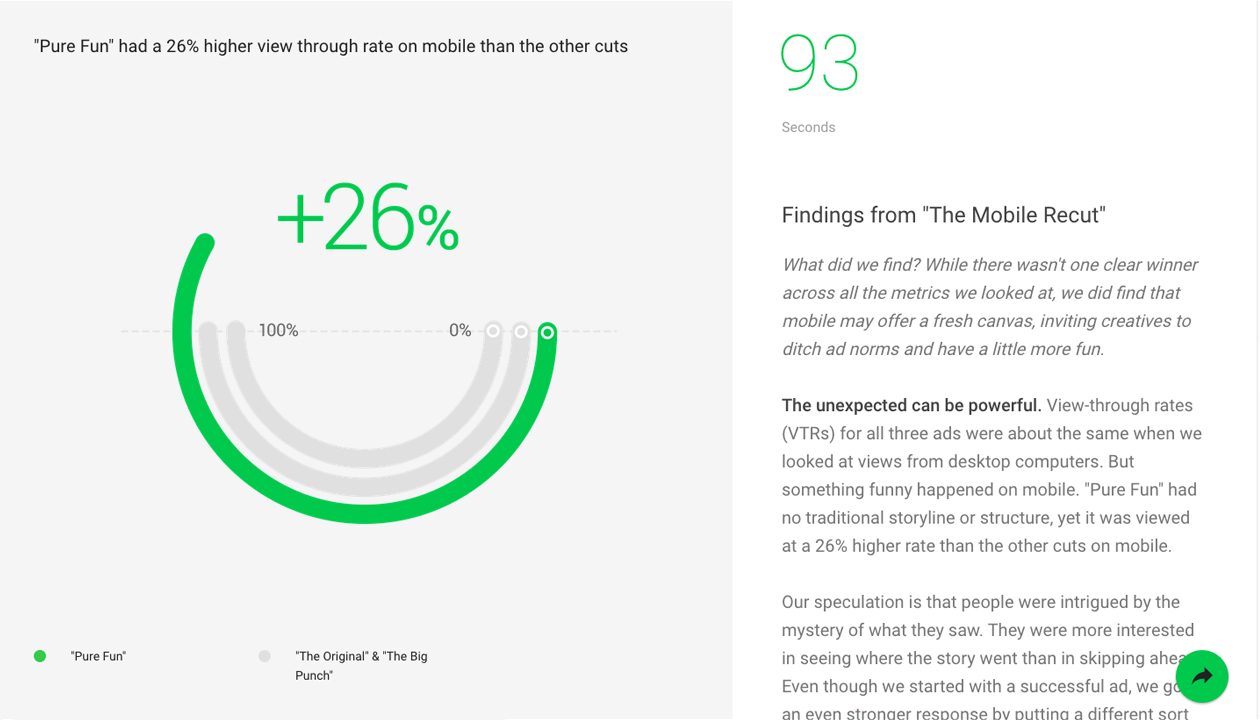 "Pure Fun" had a 26% higher view through rate on mobile than the other cuts
+26%
100%
0%
"Pure Fun"
"The Original" & "The Big
Punch"
93
Seconds
Findings from "The Mobile Recut"
What did we find? While there wasn't one clear winner
across all the metrics we looked at, we did find that
mobile may offer a fresh canvas, inviting creatives to
ditch ad norms and have a little more fun.
The unexpected can be powerful. View-through rates
(VTRs) for all three ads were about the same when we
looked at views from desktop computers. But
something funny happened on mobile. "Pure Fun" had
no traditional storyline or structure, yet it was viewed
at a 26% higher rate than the other cuts on mobile.
Our speculation is that people were intrigued by the
mystery of what they saw. They were more interested
in seeing where the story went than in skipping
Even though we started with a successful ad, we
an even stronger response by putting a different sort